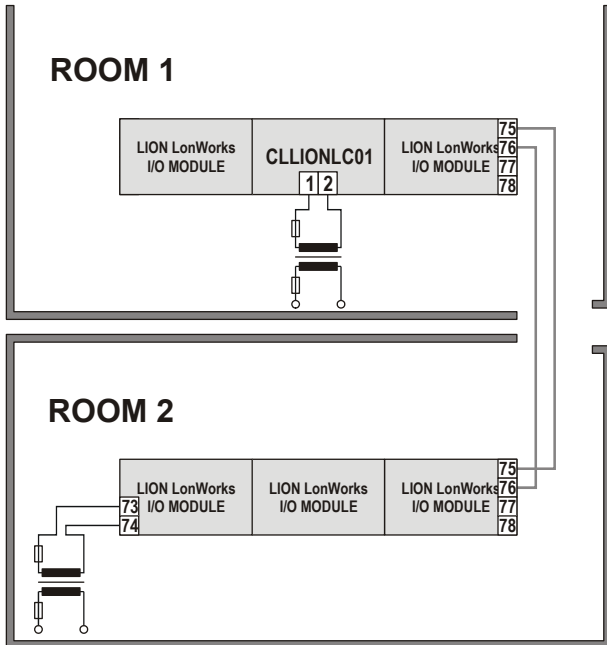 ROOM 1
LION LonWorks
I/O MODULE
CLLIONLC01
1 2
LION LonWorks
I/O MODULE
75
76
77
78
ROOM 2
73
74
LION LonWorks
I/O MODULE
LION LonWorks
I/O MODULE
LION LonWorks
I/O MODULE
75
76
77
78